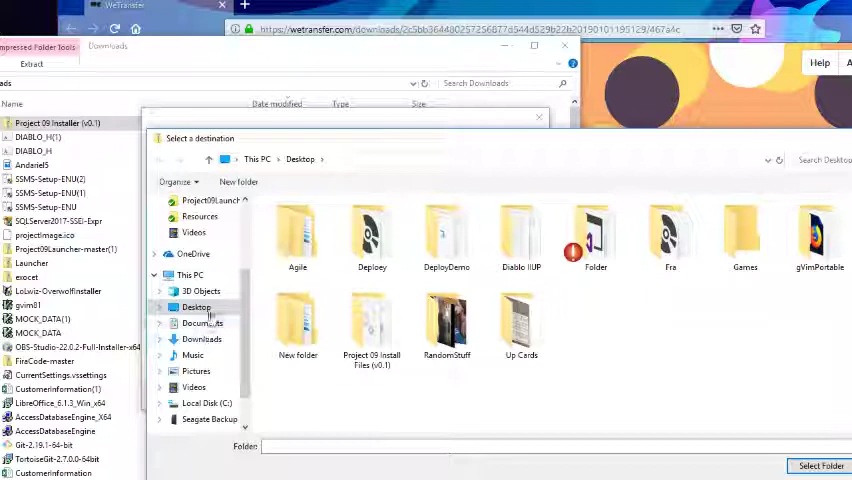 WeTransfer
https://wetransfer.com/downloads/2c5bb364480257256877d544d529b22b20190101195129/467a4c
mpressed Folder Tools
Downloads
Extract
Help
ads
Search Downloads
Name
Date modified
Type
Size
Project 09 Installer (v0.1)
DIABLO_H(1)
DIABLO_H
Andariel5
SSMS-Setup-ENU(2)
SSMS-Setup-ENU(1)
SSMS-Setup-ENU
SQLServer2017-SSEI-Expr
projectImage.ico
Project09Launcher-master(1)
Launcher
exocet
LoLwiz-OverwolfInstaller
gvim81
MOCK_DATA(1)
MOCK_DATA
OBS-Studio-22.0.2-Full-Installer-x6
FiraCode-master
CurrentSettings.vssettings
CustomerInformation(1)
LibreOffice_6.1.3_Win_x64
AccessDatabaseEngine_X64
AccessDatabaseEngine
Git-2.19.1-64-bit
TortoiseGit-2.7.0.0-64bit
CustomerInformation
Select a destination
This PC
Desktop
Search Desktop
Organize
New folder
Project09Launch
Resources
Videos
OneDrive
This PC
3D Objects
Desktop
Documents
Downloads
Music
Pictures
Videos
Local Disk (C:)
Seagate Backup
Agile
Deploey
DeployDemo
Diablo IIUP
Folder
Fra
Games
gVimPortable
New folder
Project 09 Install
Files (v0.1)
RandomStuff
Up Cards
Folder:
Select Folder